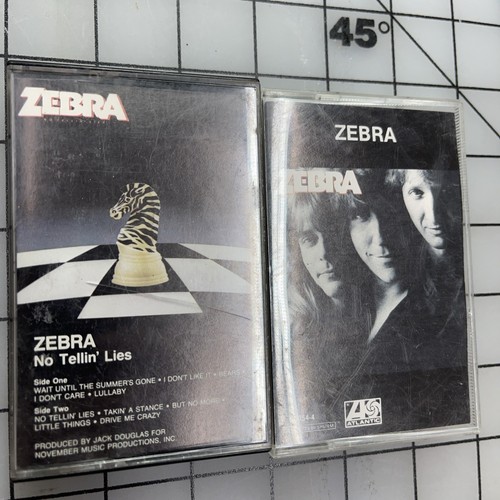 45°
ZEBRA
ZEBRA
No Tellin' Lies
Side One
WAIT UNTIL THE SUMMER'S GONE • I DON'T LIKE IT •
I DON'T CARE • LULLABY
Side Two
NO TELLIN' LIES • TAKIN' A STANCE • BUT NO MORE •
LITTLE THINGS • DRIVE ME CRAZY
PRODUCED BY JACK DOUGLAS FOR
NOVEMBER MUSIC PRODUCTIONS, INC.
ZEBRA
ZEBRA
ATLANTIC